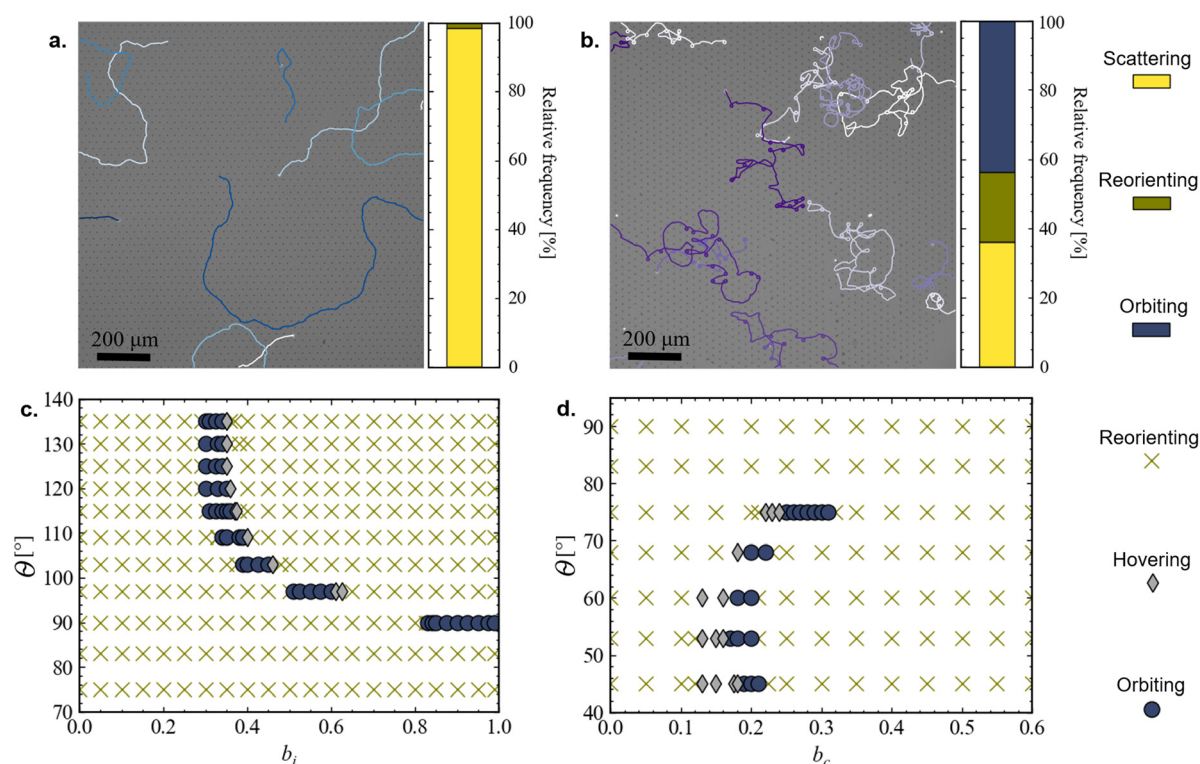 a.
200 μm
100
80
60
40
20
0
Relative frequency [%]
b.
200 μm
100
80
60
40
20
0
Relative frequency [%]
Scattering
Reorienting
Orbiting
c.
140
130
120
110
100
90
80
70
θ[°]
0.0 0.2 0.4 0.6 0.8 1.0
b_i
d.
90
80
70
60
50
40
θ[°]
0.0 0.1 0.2 0.3 0.4 0.5 0.6
b_c
Reorienting
Hovering
Orbiting